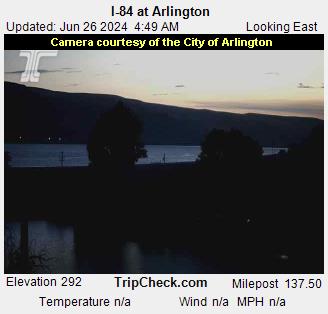 I-84 at Arlington
Updated: Jun 26 2024 4:49 AM Looking East
Camera courtesy of the City of Arlington
Elevation 292 TripCheck.com Milepost 137.50
Temperature n/a Wind n/a MPH n/a